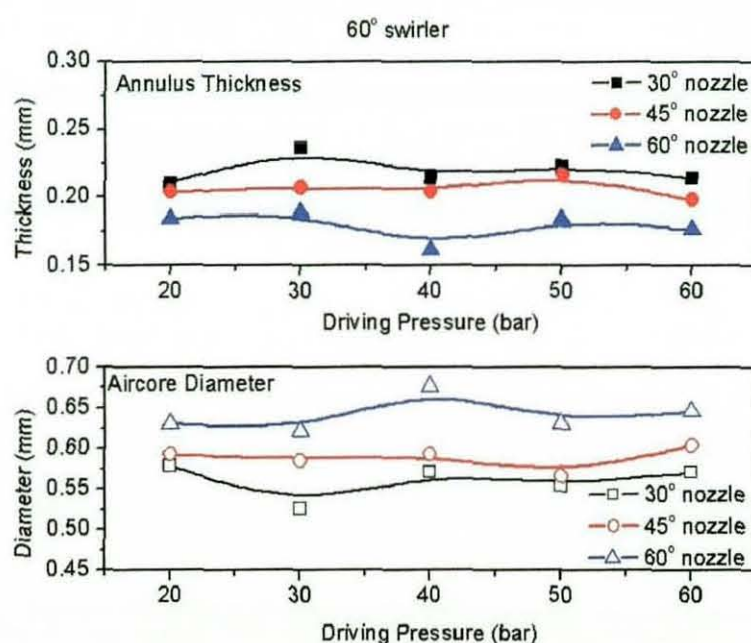 60° swirler
0.30
Annulus Thickness
30° nozzle
45° nozzle
60° nozzle
0.25
0.20
0.15
Thickness (mm)
20 30 40 50 60
Driving Pressure (bar)
0.70
Aircore Diameter
0.65
0.60
0.55
0.50
0.45
Diameter (mm)
30° nozzle
45° nozzle
60° nozzle
20 30 40 50 60
Driving Pressure (bar)